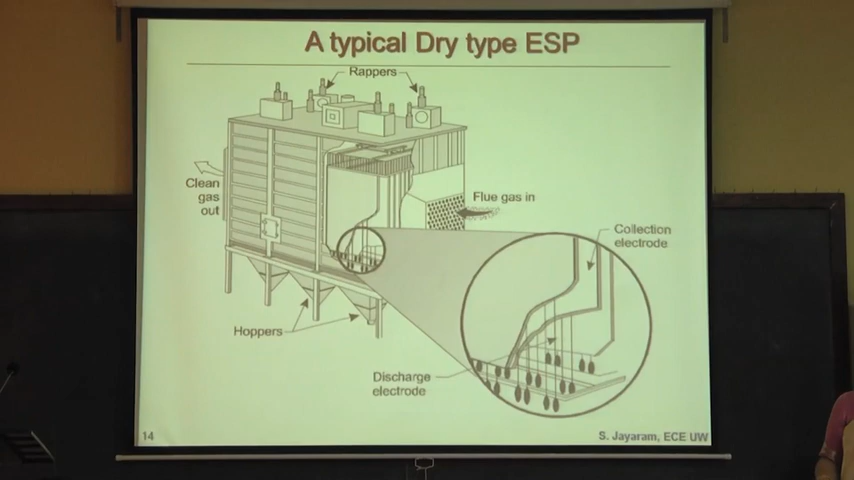 A typical Dry type ESP
Rappers
Clean
gas
out
Flue gas in
Collection
electrode
Hoppers
Discharge
electrode
14
S. Jayaram, ECE UW